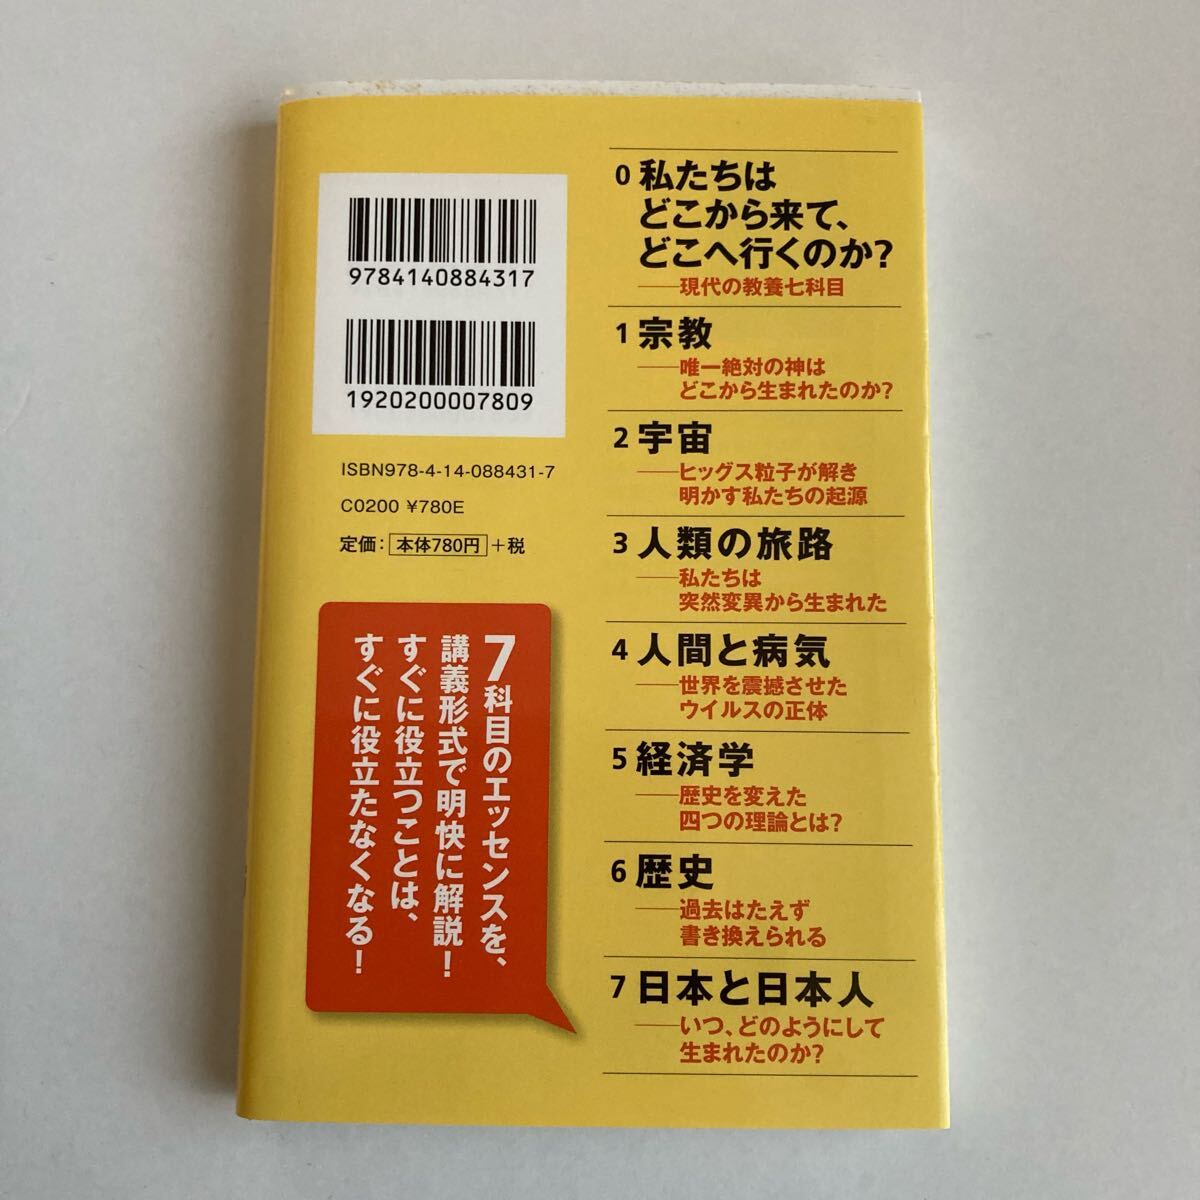 9784140884317
1920200007809
ISBN978-4-14-088431-7
C0200 ¥780E
定価：本体780円＋税
7科目のエッセンスを、
講義形式で明快に解説！
すぐに役立つことは、
すぐに役立たなくなる！
0 私たちは
どこから来て、
どこへ行くのか？
——現代の教養七科目
1 宗教
——唯一絶対の神は
どこから生まれたのか？
2 宇宙
——ヒッグス粒子が解き
明かす私たちの起源
3 人類の旅路
——私たちは
突然変異から生まれた
4 人間と病気
——世界を震撼させた
ウイルスの正体
5 経済学
——歴史を変えた
四つの理論とは？
6 歴史
——過去はたえず
書き換えられる
7 日本と日本人
——いつ、どのようにして
生まれたのか？